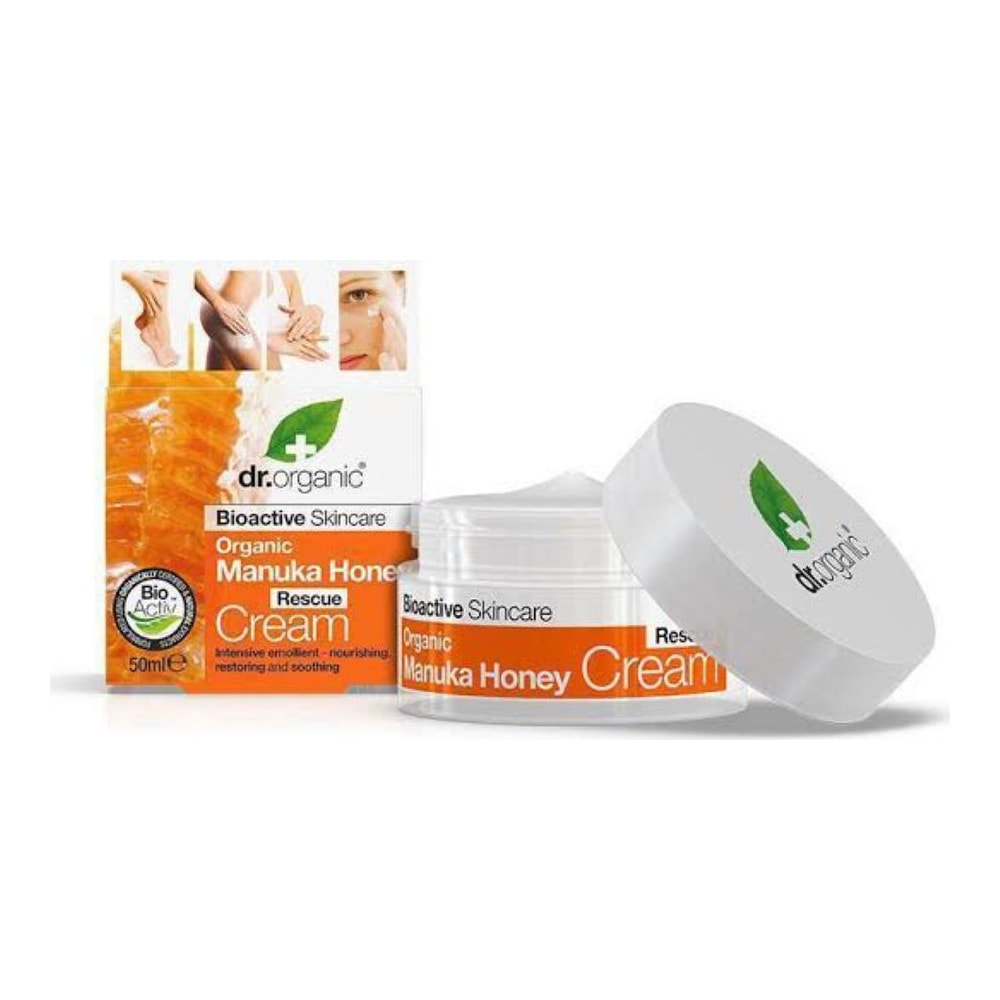 dr.organic®
Bioactive Skincare
Organic
Manuka Hone
Rescue
Cream
Intensive emollient - nourishing,
restoring and soothing
Bio
Activ™
50ml℮
Bioactive Skincare
Organic
Manuka Honey
Cream
dr.organic®